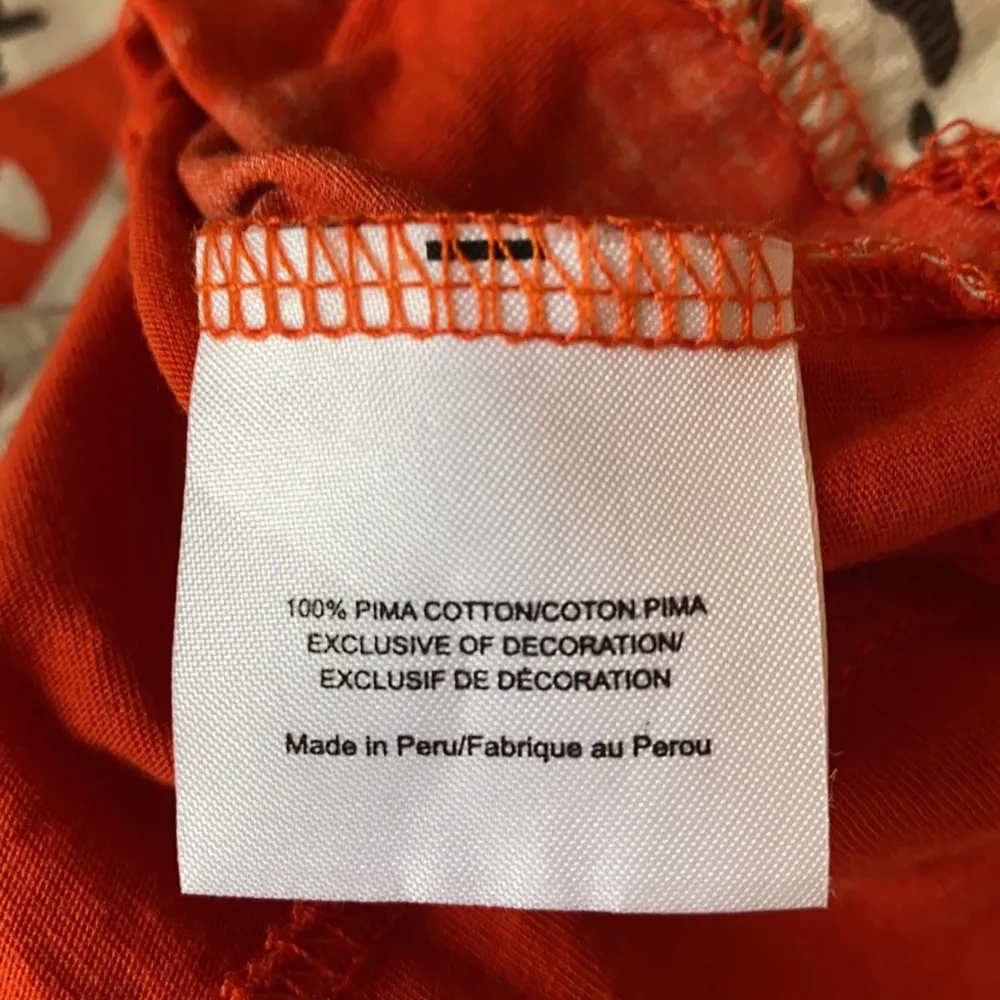 100% PIMA COTTON/COTON PIMA
EXCLUSIVE OF DECORATION/
EXCLUSIF DE DÉCORATION
Made in Peru/Fabrique au Perou